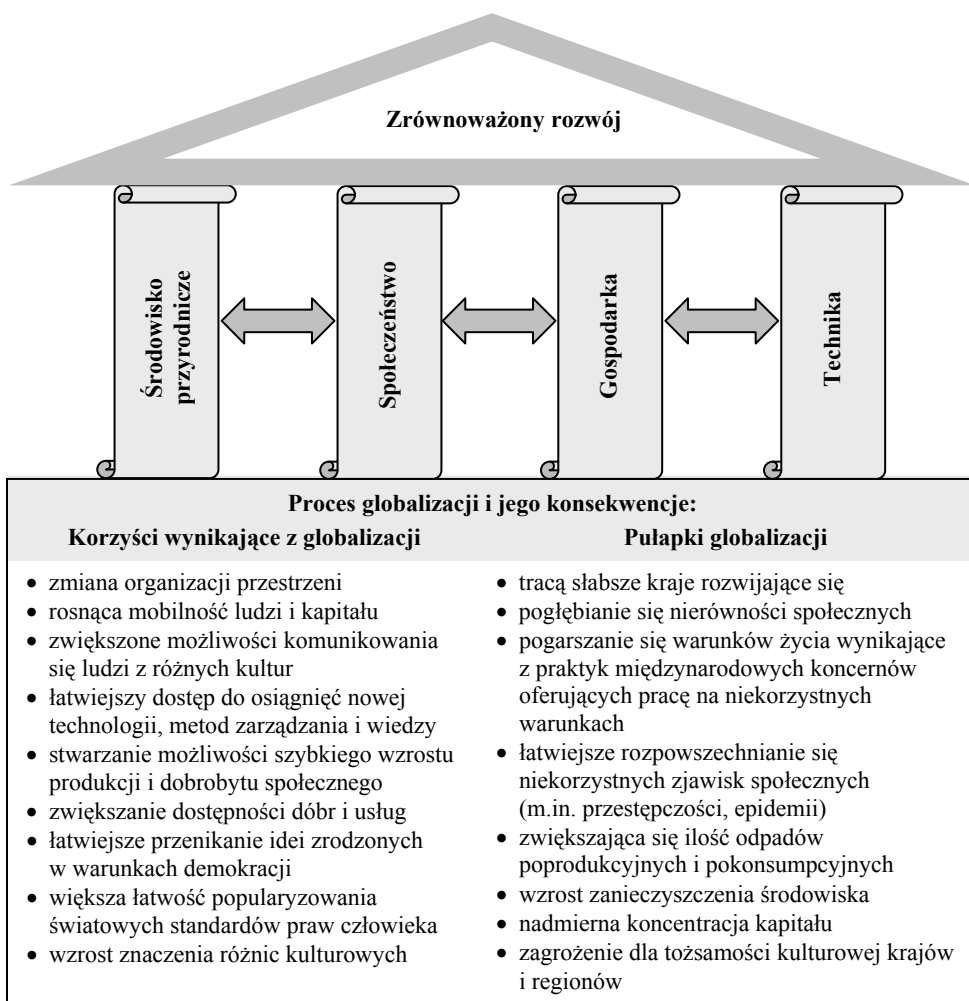 Zrównoważony rozwój
Środowisko
przyrodnicze
Społeczeństwo
Gospodarka
Technika
Proces globalizacji i jego konsekwencje:
Korzyści wynikające z globalizacji
• zmiana organizacji przestrzeni
• rosnąca mobilność ludzi i kapitału
• zwiększone możliwości komunikowania
się ludzi z różnych kultur
• łatwiejszy dostęp do osiągnięć nowej
technologii, metod zarządzania i wiedzy
• stwarzanie możliwości szybkiego wzrostu
produkcji i dobrobytu społecznego
• zwiększanie dostępności dóbr i usług
• łatwiejsze przenikanie idei zrodzonych
w warunkach demokracji
• większa łatwość popularyzowania
światowych standardów praw człowieka
• wzrost znaczenia różnic kulturowych
Pułapki globalizacji
• tracą słabsze kraje rozwijające się
• pogłębianie się nierówności społecznych
• pogarszanie się warunków życia wynikające
z praktyk międzynarodowych koncernów
oferujących pracę na niekorzystnych
warunkach
• łatwiejsze rozpowszechnianie się
niekorzystnych zjawisk społecznych
(m.in. przestępczości, epidemii)
• zwiększająca się ilość odpadów
poprodukcyjnych i pokonsumpcyjnych
• wzrost zanieczyszczenia środowiska
• nadmierna koncentracja kapitału
• zagrożenie dla tożsamości kulturowej krajów
i regionów